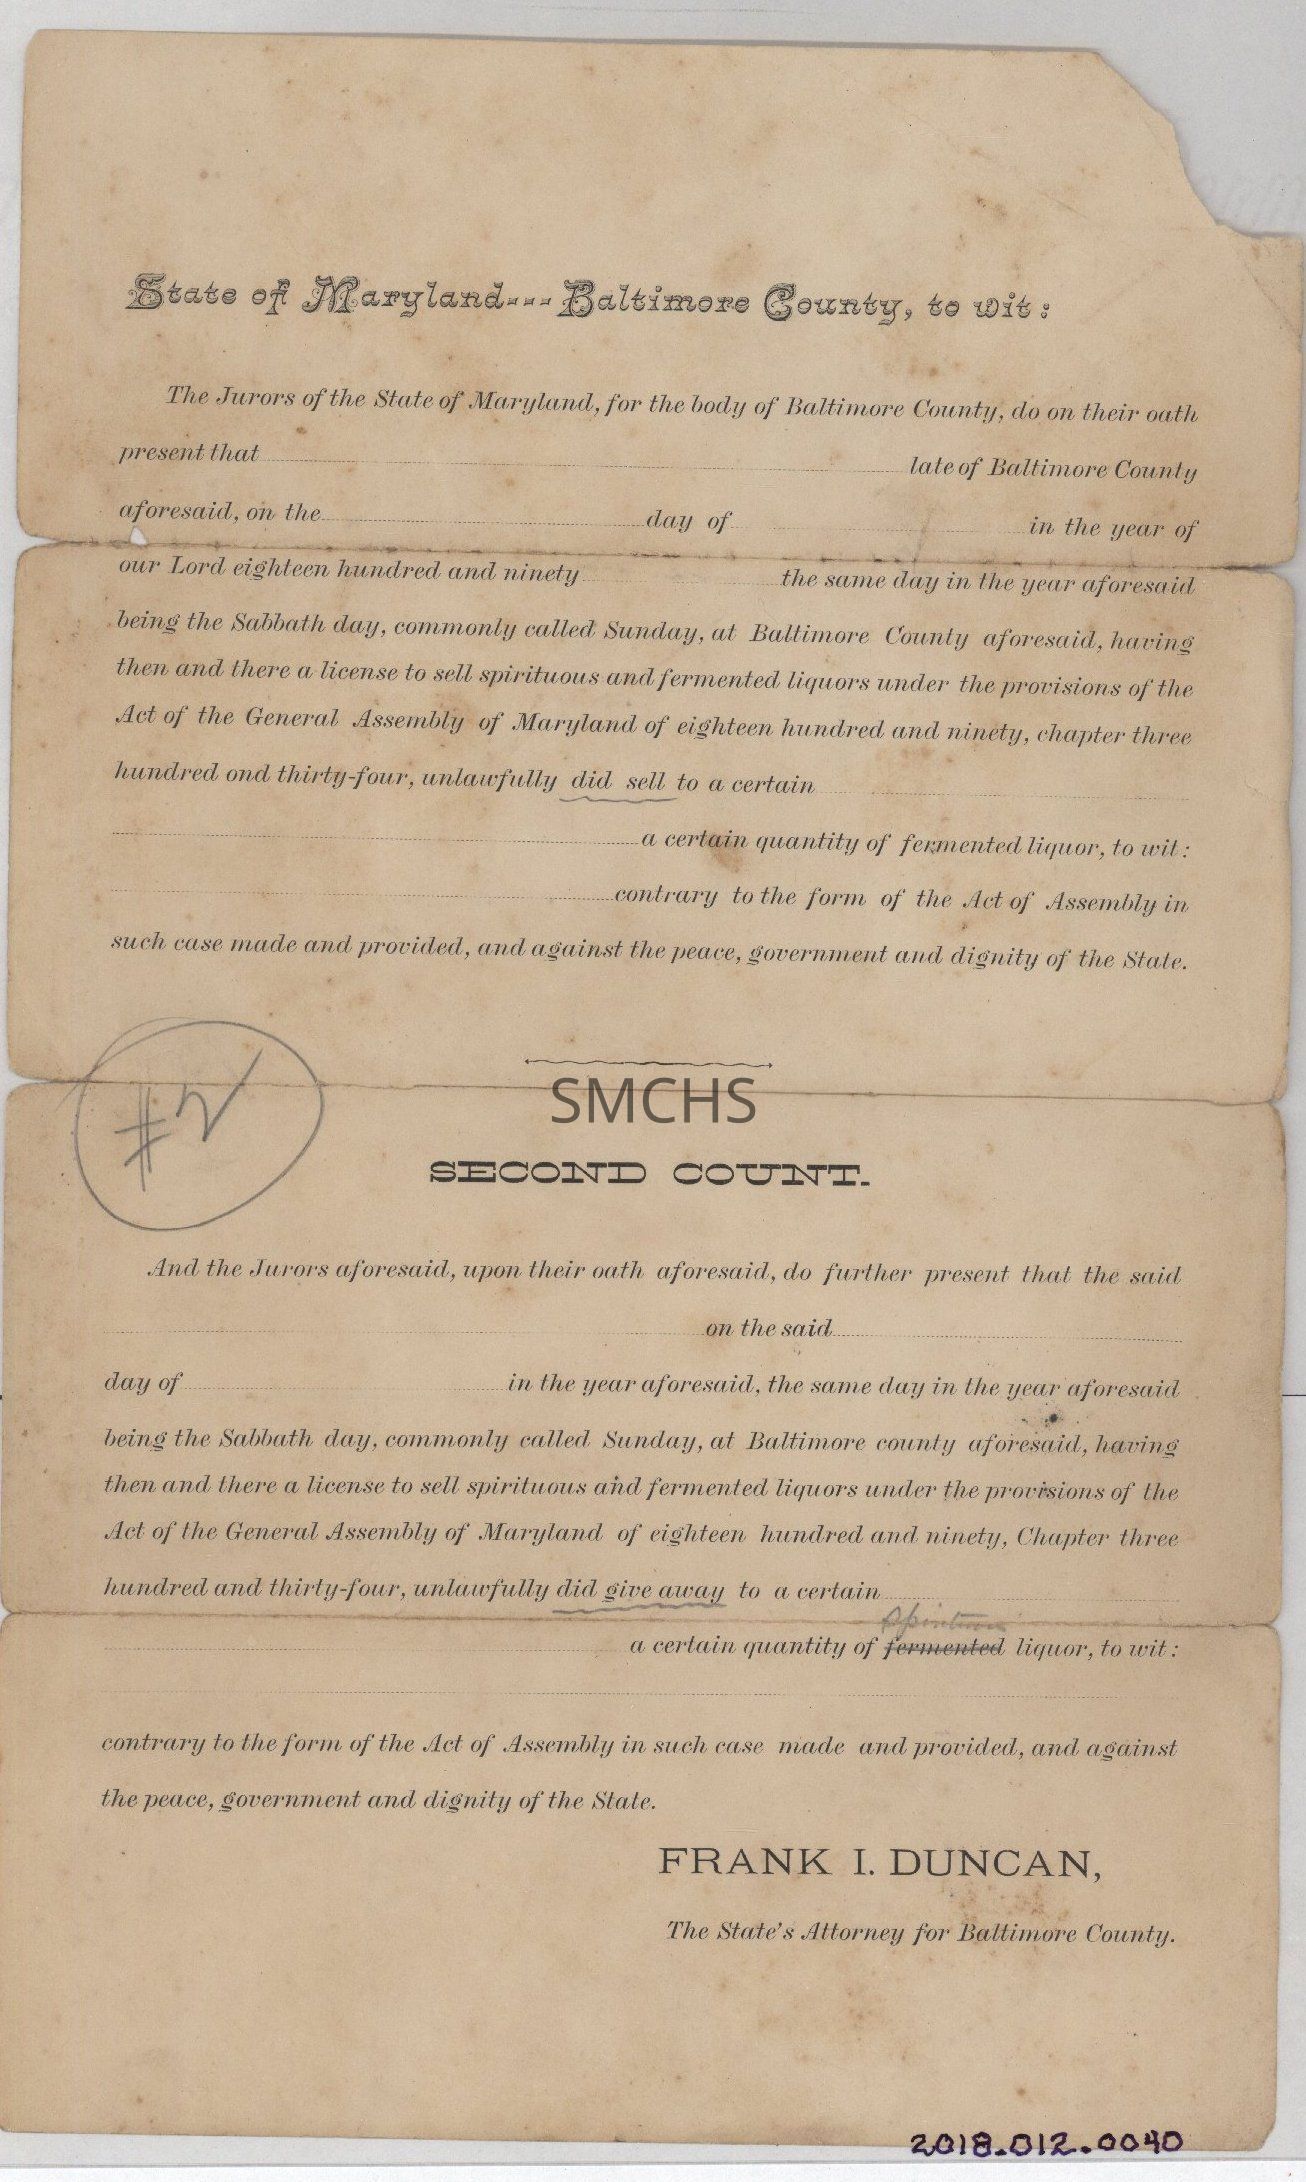 State of Maryland---Baltimore County, to wit:
The Jurors of the State of Maryland, for the body of Baltimore County, do on their oath
present that late of Baltimore County
aforesaid, on the day of in the year of
our Lord eighteen hundred and ninety the same day in the year aforesaid
being the Sabbath day, commonly called Sunday, at Baltimore County aforesaid, having
then and there a license to sell spirituous and fermented liquors under the provisions of the
Act of the General Assembly of Maryland of eighteen hundred and ninety, chapter three
hundred ond thirty-four, unlawfully did sell to a certain
a certain quantity of fermented liquor, to wit:
contrary to the form of the Act of Assembly in
such case made and provided, and against the peace, government and dignity of the State.
#2
SMCHS
SECOND COUNT.
And the Jurors aforesaid, upon their oath aforesaid, do further present that the said
on the said
day of in the year aforesaid, the same day in the year aforesaid
being the Sabbath day, commonly called Sunday, at Baltimore county aforesaid, having
then and there a license to sell spirituous and fermented liquors under the provisions of the
Act of the General Assembly of Maryland of eighteen hundred and ninety, Chapter three
hundred and thirty-four, unlawfully did give away to a certain
a certain quantity of fermented liquor, to wit:
contrary to the form of the Act of Assembly in such case made and provided, and against
the peace, government and dignity of the State.
FRANK I. DUNCAN,
The State's Attorney for Baltimore County.
2018.012.0040